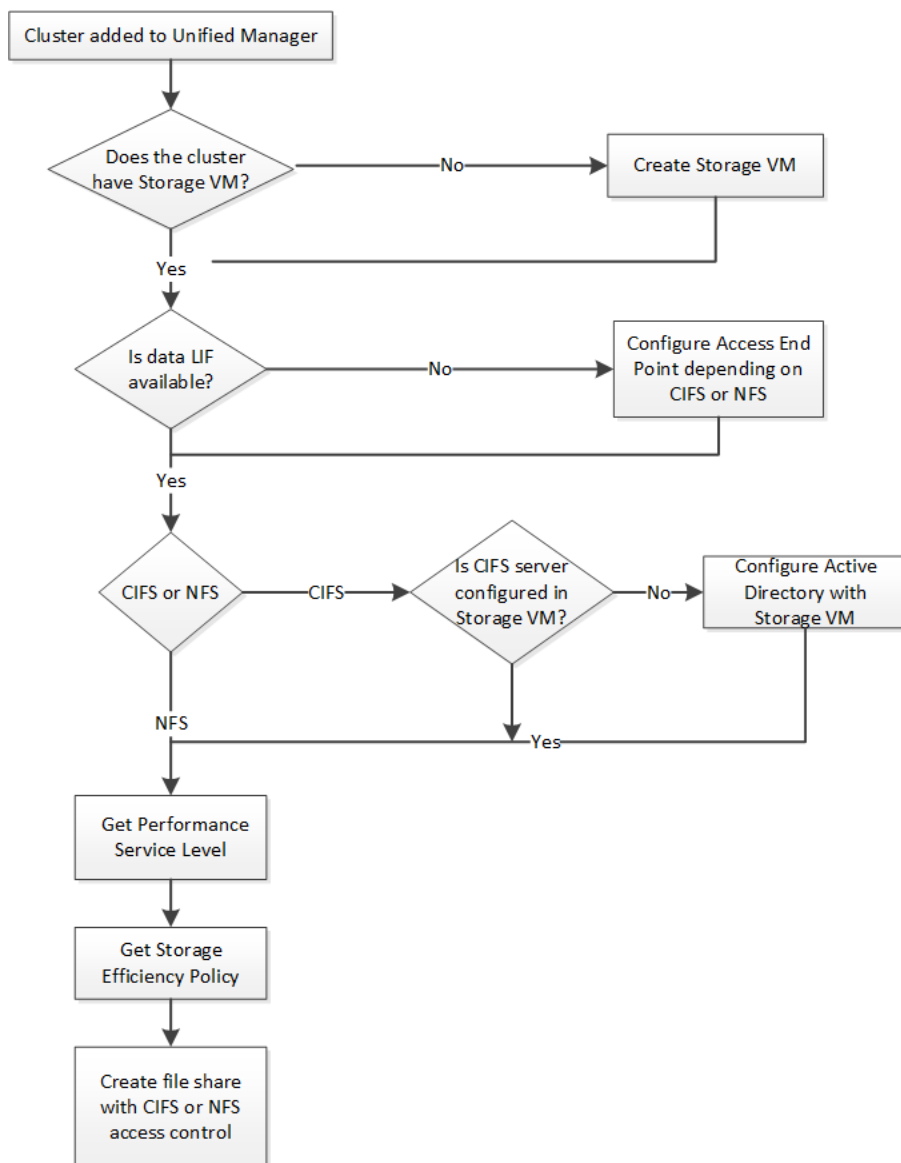 Cluster added to Unified Manager
Does the cluster
have Storage VM?
No
Create Storage VM
Yes
Is data LIF
available?
No
Configure Access End
Point depending on
CIFS or NFS
Yes
CIFS or NFS
CIFS
Is CIFS server
configured in
Storage VM?
No
Configure Active
Directory with
Storage VM
NFS
Yes
Get Performance
Service Level
Get Storage
Efficiency Policy
Create file share
with CIFS or NFS
access control